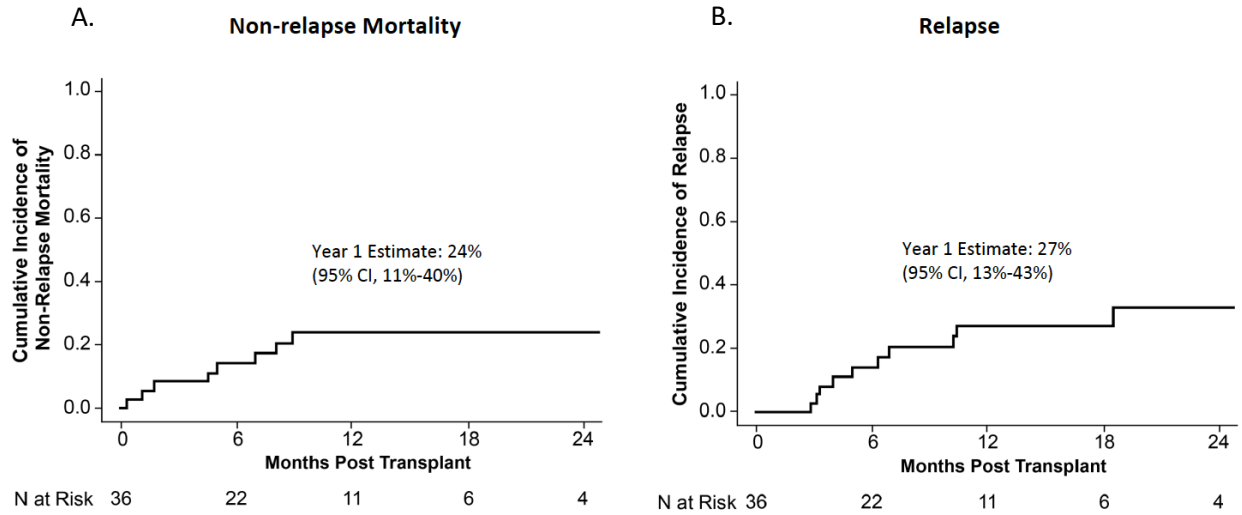 A.
Non-relapse Mortality
Cumulative Incidence of
Non-Relapse Mortality
1.0
0.8
0.6
0.4
0.2
0.0
Year 1 Estimate: 24%
(95% CI, 11%-40%)
0 6 12 18 24
Months Post Transplant
N at Risk 36 22 11 6 4
B.
Relapse
Cumulative Incidence of Relapse
1.0
0.8
0.6
0.4
0.2
0.0
Year 1 Estimate: 27%
(95% CI, 13%-43%)
0 6 12 18 24
Months Post Transplant
N at Risk 36 22 11 6 4